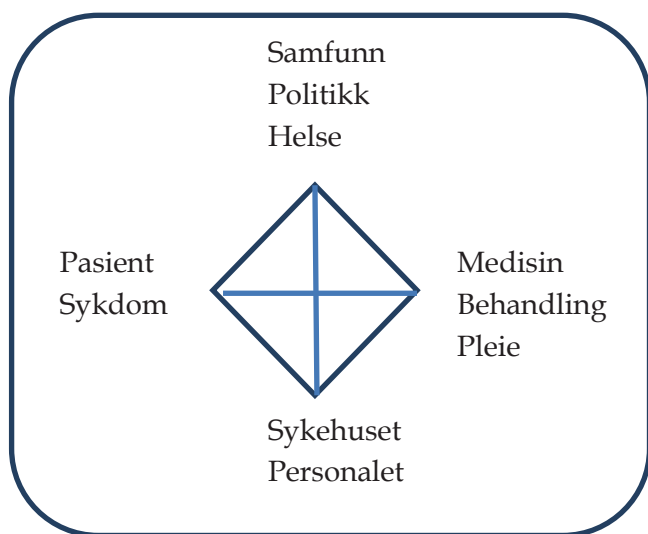 Samfunn
Politikk
Helse
Pasient
Sykdom
Medisin
Behandling
Pleie
Sykehuset
Personalet